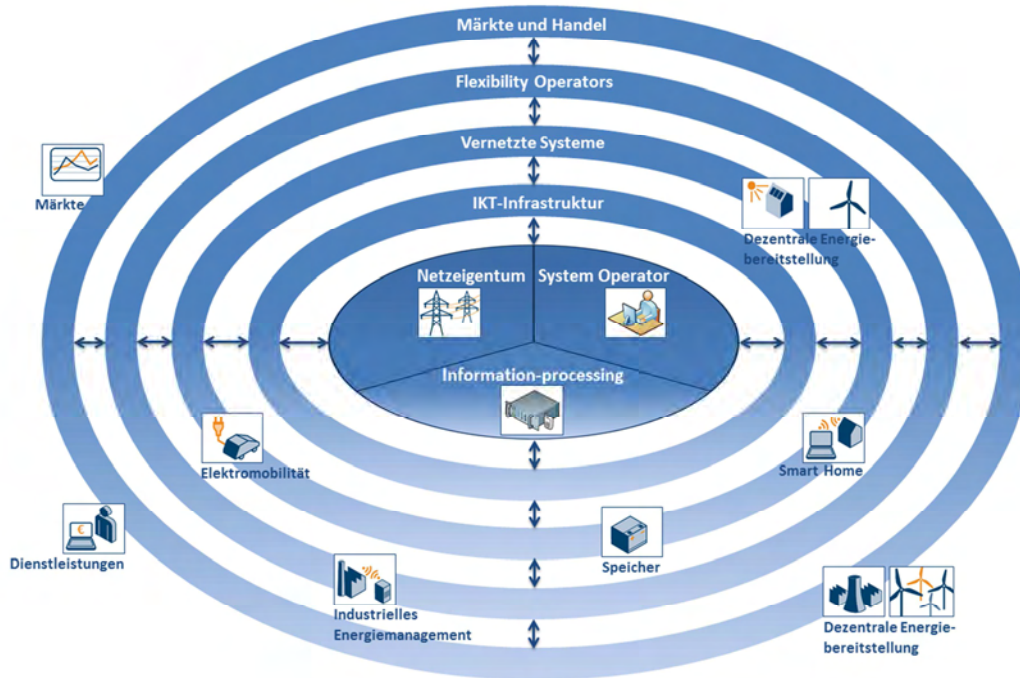 Märkte und Handel
Flexibility Operators
Vernetzte Systeme
IKT-Infrastruktur
Märkte
Dezentrale Energie-
bereitstellung
Netzeigentum
System Operator
Information-processing
Elektromobilität
Smart Home
Dienstleistungen
€
Speicher
Industrielles
Energiemanagement
Dezentrale Energie-
bereitstellung